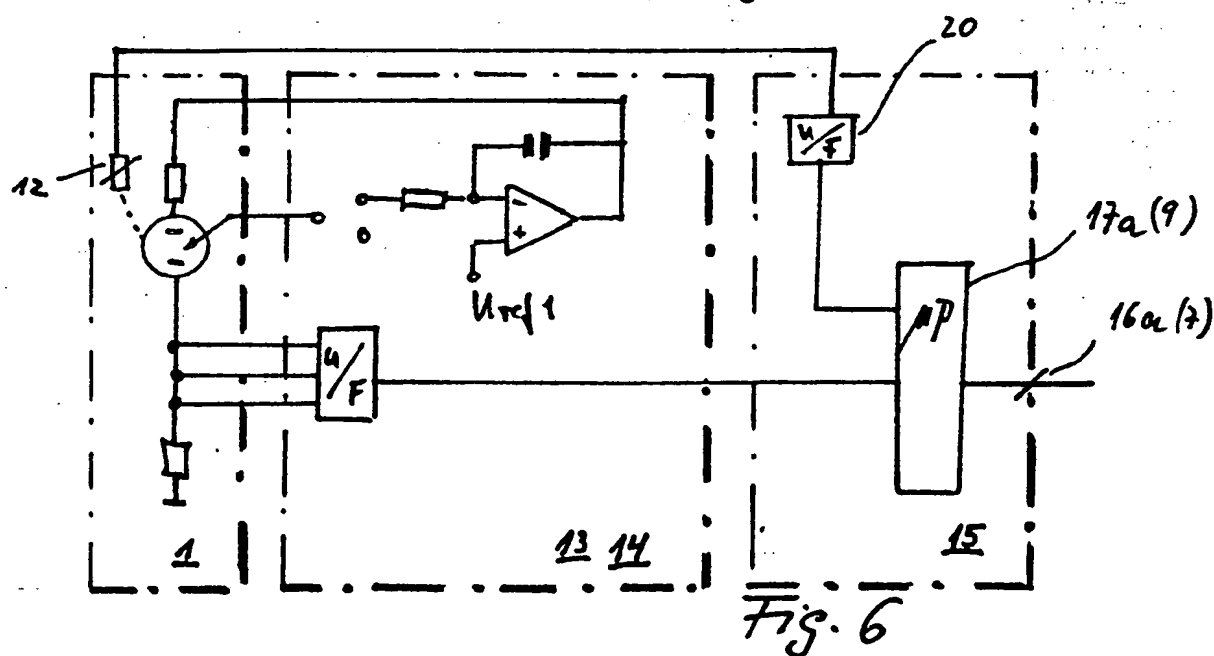 20
U/F
12
17a (9)
16a (7)
-
+
Uref 1
µP
U/F
1
13 14
15
Fig. 6